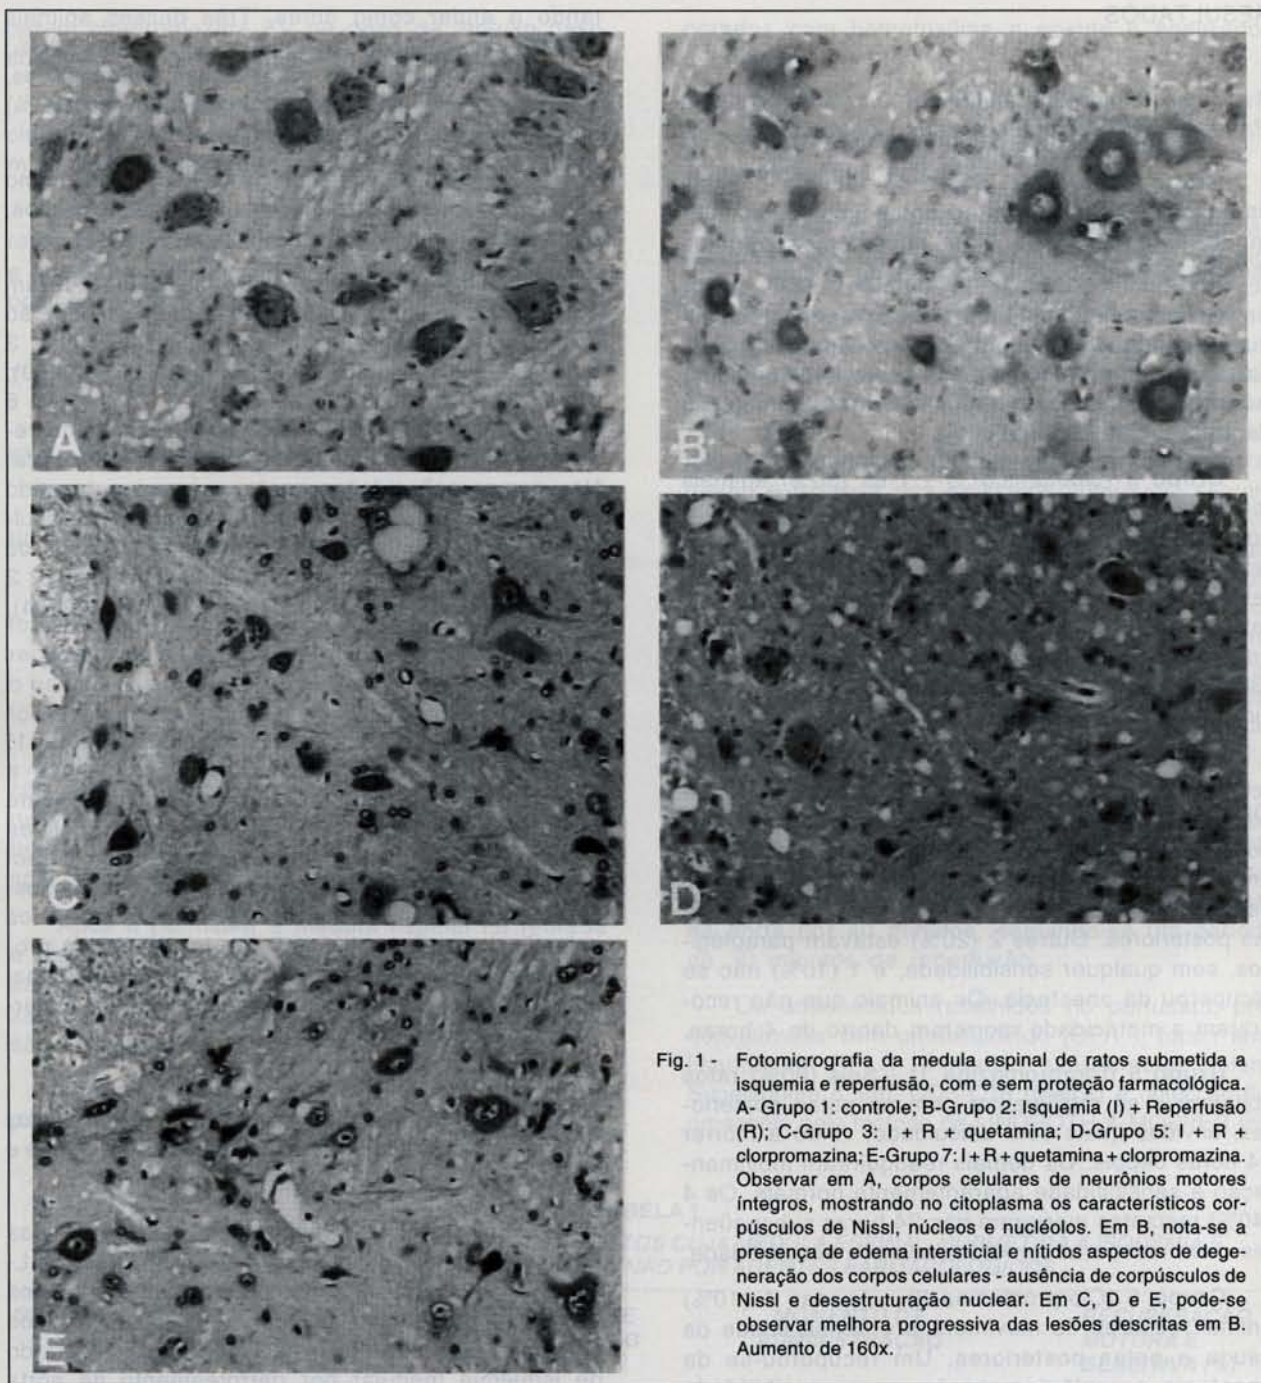 RESULTADOS
A
B
C
D
E
Fig. 1 - Fotomicrografia da medula espinal de ratos submetida a
isquemia e reperfusão, com e sem proteção farmacológica.
A- Grupo 1: controle; B-Grupo 2: Isquemia (I) + Reperfusão
(R); C-Grupo 3: I + R + quetamina; D-Grupo 5: I + R +
clorpromazina; E-Grupo 7: I + R + quetamina + clorpromazina.
Observar em A, corpos celulares de neurônios motores
íntegros, mostrando no citoplasma os característicos cor-
púsculos de Nissl, núcleos e nucléolos. Em B, nota-se a
presença de edema intersticial e nítidos aspectos de dege-
neração dos corpos celulares - ausência de corpúsculos de
Nissl e desestruturação nuclear. Em C, D e E, pode-se
observar melhora progressiva das lesões descritas em B.
Aumento de 160x.